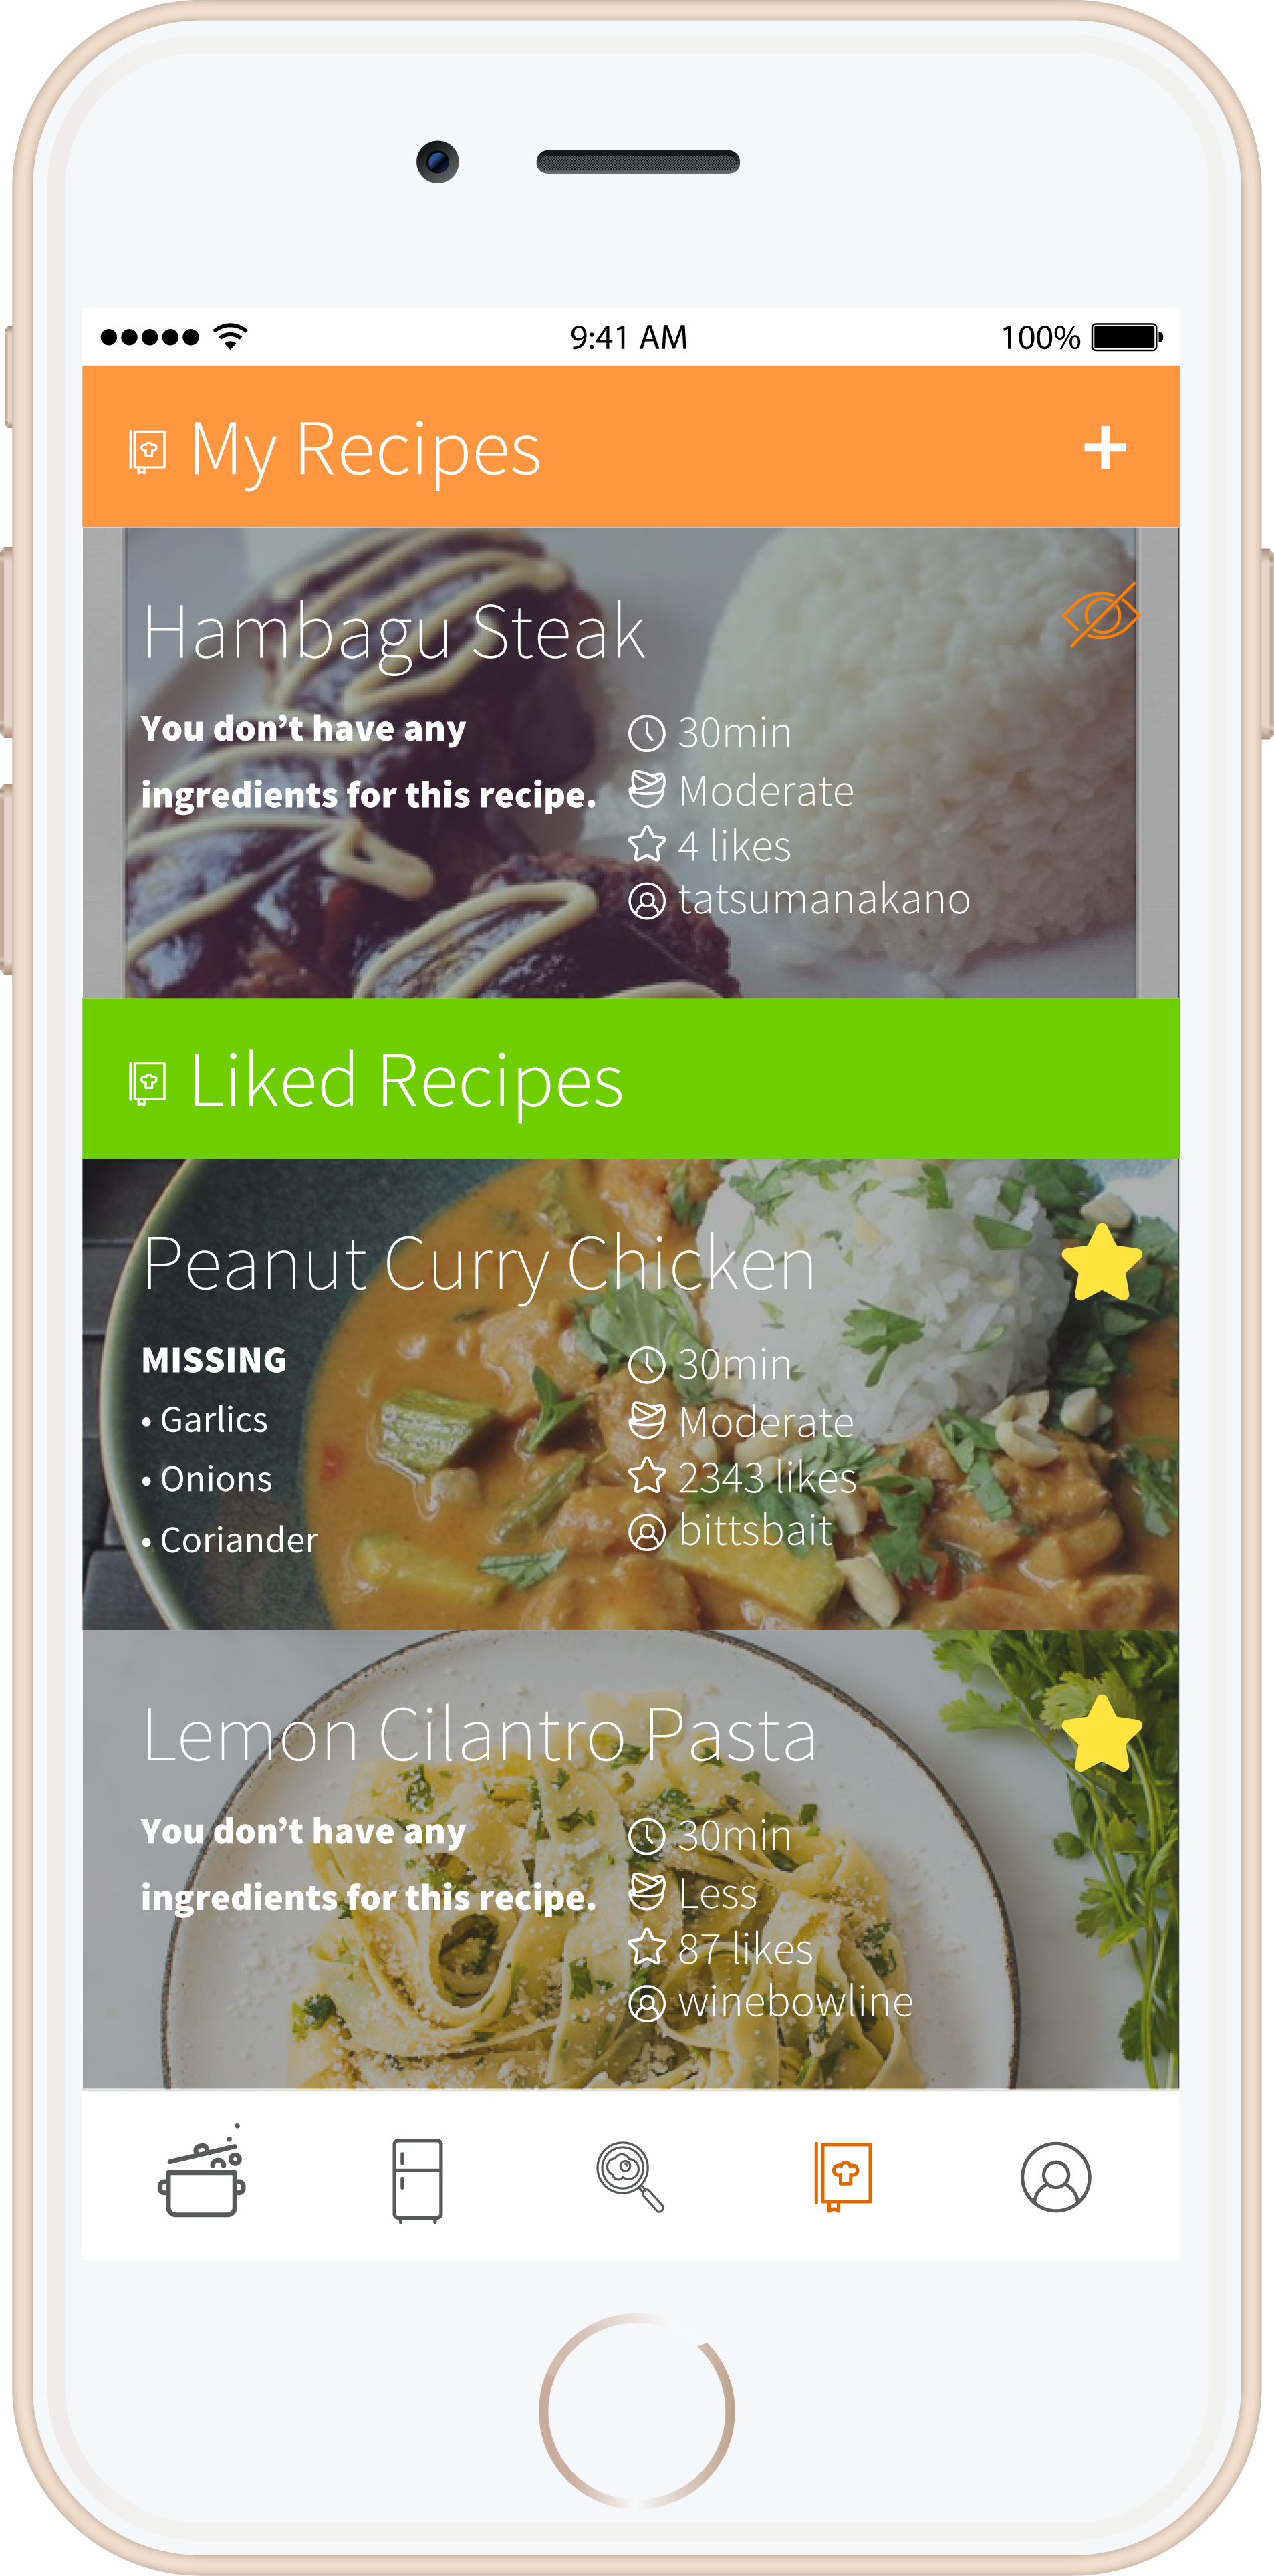 9:41 AM
100%
My Recipes
+
Hambagu Steak
You don’t have any
ingredients for this recipe.
30min
Moderate
4 likes
tatsumanakano
Liked Recipes
Peanut Curry Chicken
MISSING
• Garlics
• Onions
• Coriander
30min
Moderate
2343 likes
bittsbait
Lemon Cilantro Pasta
You don’t have any
ingredients for this recipe.
30min
Less
87 likes
winebowline